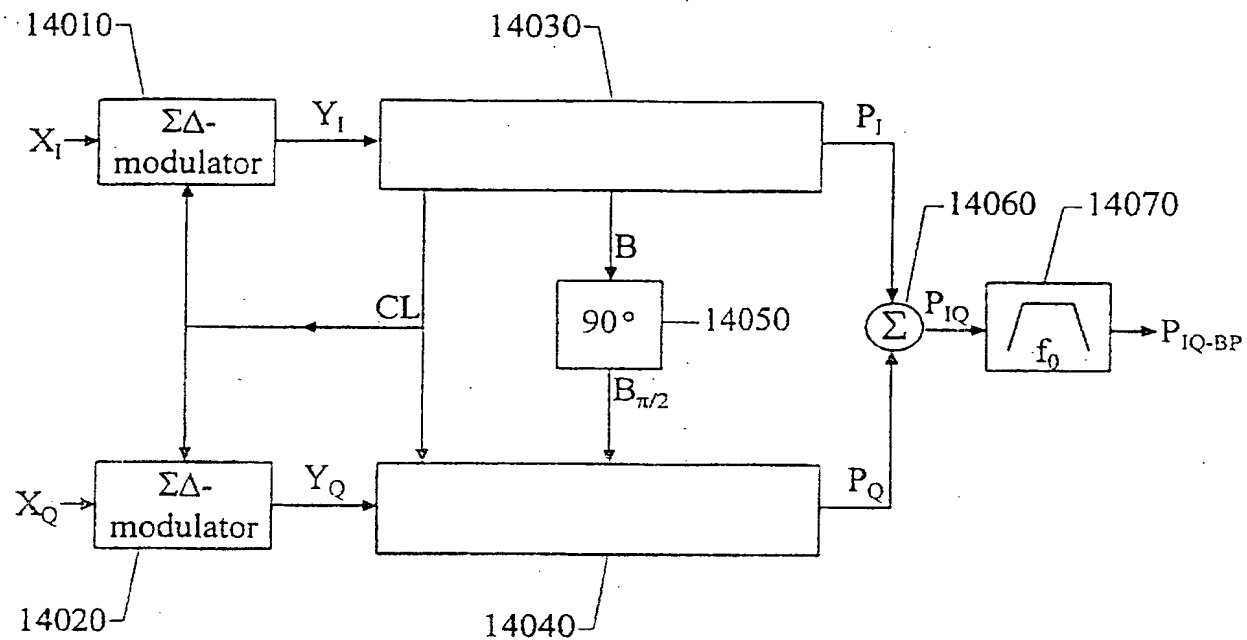 14010
14030
X_I
ΣΔ-
modulator
Y_I
P_I
14060
14070
B
CL
90°
14050
Σ
P_IQ
f_0
P_IQ-BP
B_π/2
X_Q
ΣΔ-
modulator
Y_Q
P_Q
14020
14040